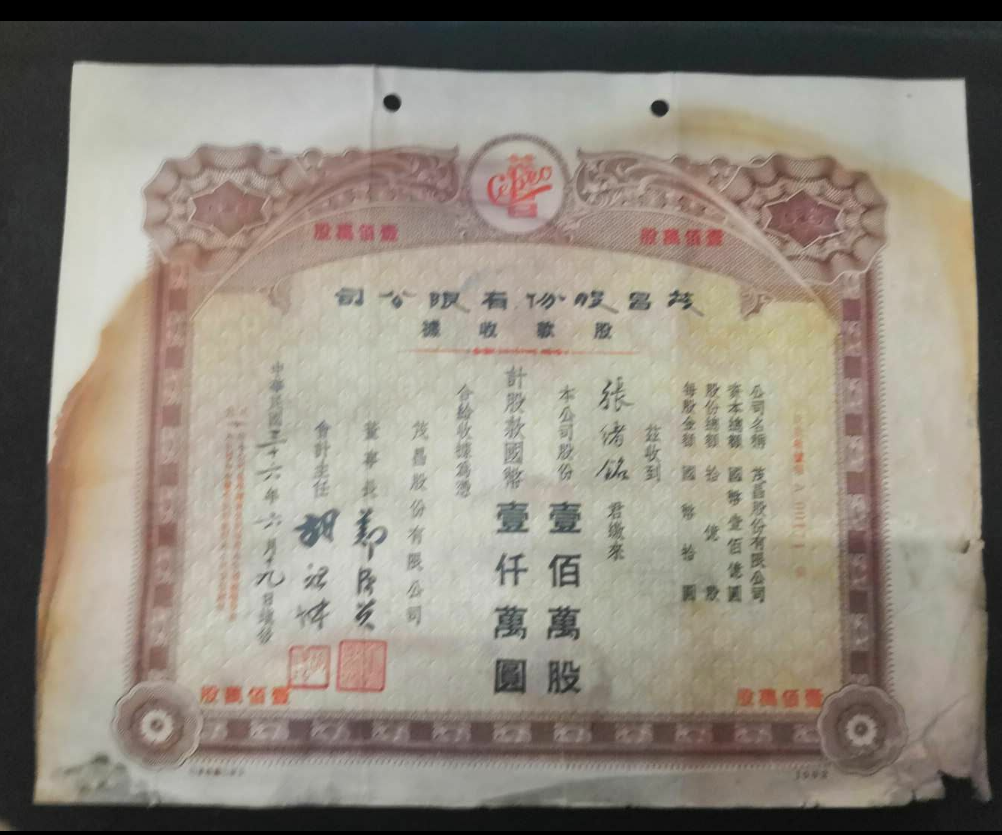 壹佰萬股
壹佰萬股
茂昌股份有限公司
股款收據
公司名稱 茂昌股份有限公司
資本總額 國幣壹佰億圓
股份總額 拾億股
每股金額 國幣拾圓
茲收到
張緒銘 君繳來
本公司股份 壹佰萬股
計股款國幣 壹仟萬圓
合給收據為憑
茂昌股份有限公司
董事長 鄭源興
會計主任
中華民國三十六年六月十九日填發
壹佰萬股
壹佰萬股